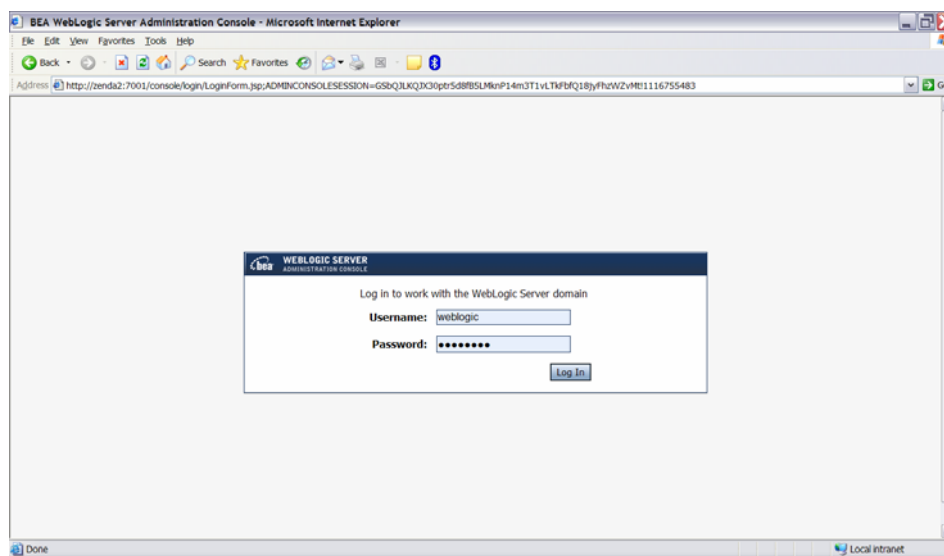 BEA WebLogic Server Administration Console - Microsoft Internet Explorer
File Edit View Favorites Tools Help
Back Search Favorites
Address http://zenda2:7001/console/login/LoginForm.jsp;ADMINCONSOLESESSION=
bea WEBLOGIC SERVER
ADMINISTRATION CONSOLE
Log in to work with the WebLogic Server domain
Username: weblogic
Password: ••••••••
Log In
Done Local intranet